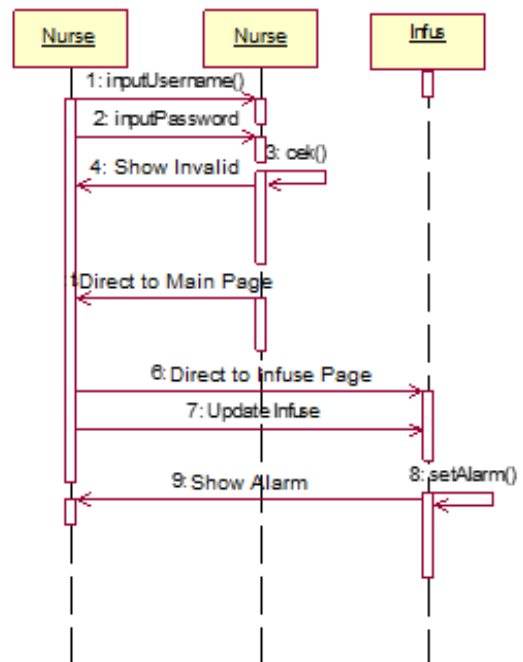 Nurse
Nurse
Infus
1: inputUsername()
2: inputPassword
3: cek()
4: Show Invalid
Direct to Main Page
6: Direct to Infuse Page
7: Update Infuse
8: setAlarm()
9: Show Alarm